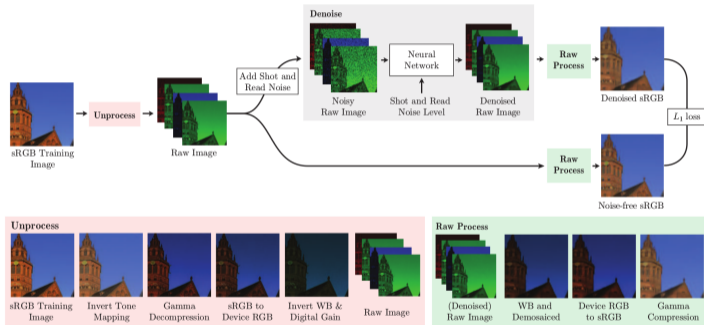 Denoise
Add Shot and
Read Noise
Neural
Network
Raw
Process
Noisy
Raw Image
Shot and Read
Noise Level
Denoised
Raw Image
Denoised sRGB
Unprocess
sRGB Training
Image
Raw Image
L₁ loss
Raw
Process
Noise-free sRGB
Unprocess
sRGB Training
Image
Invert Tone
Mapping
Gamma
Decompression
sRGB to
Device RGB
Invert WB &
Digital Gain
Raw Image
Raw Process
(Denoised)
Raw Image
WB and
Demosaiced
Device RGB
to sRGB
Gamma
Compression